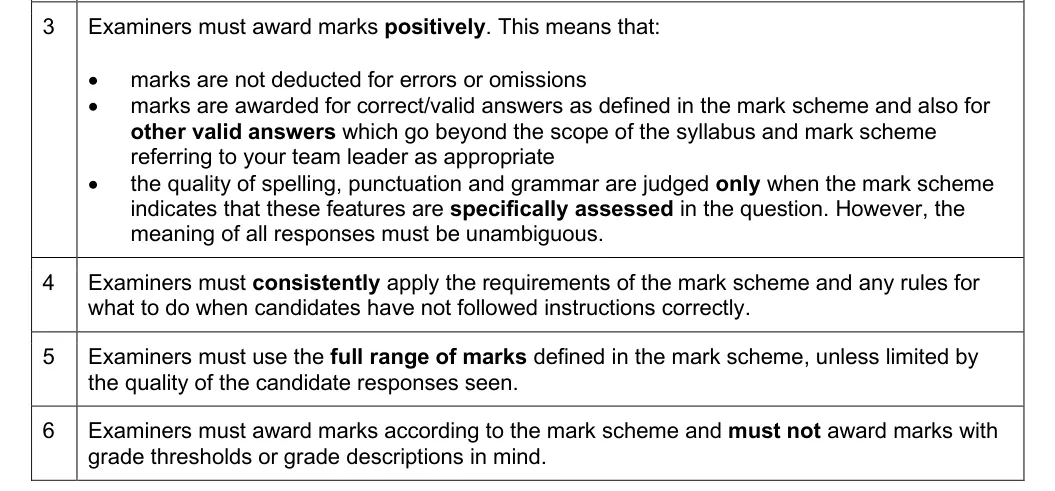 3 Examiners must award marks positively. This means that:
• marks are not deducted for errors or omissions
• marks are awarded for correct/valid answers as defined in the mark scheme and also for
other valid answers which go beyond the scope of the syllabus and mark scheme
referring to your team leader as appropriate
• the quality of spelling, punctuation and grammar are judged only when the mark scheme
indicates that these features are specifically assessed in the question. However, the
meaning of all responses must be unambiguous.
4 Examiners must consistently apply the requirements of the mark scheme and any rules for
what to do when candidates have not followed instructions correctly.
5 Examiners must use the full range of marks defined in the mark scheme, unless limited by
the quality of the candidate responses seen.
6 Examiners must award marks according to the mark scheme and must not award marks with
grade thresholds or grade descriptions in mind.